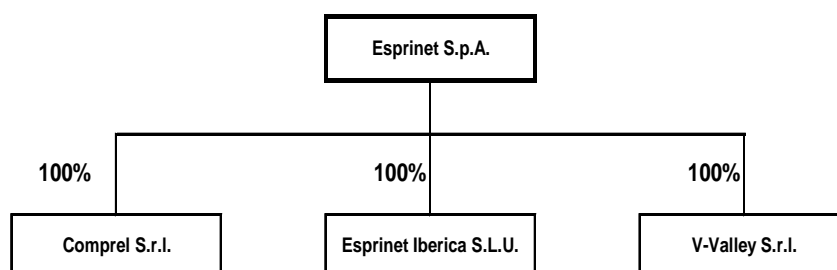 Esprinet S.p.A.
100%
100%
100%
Comprel S.r.l.
Esprinet Iberica S.L.U.
V-Valley S.r.l.